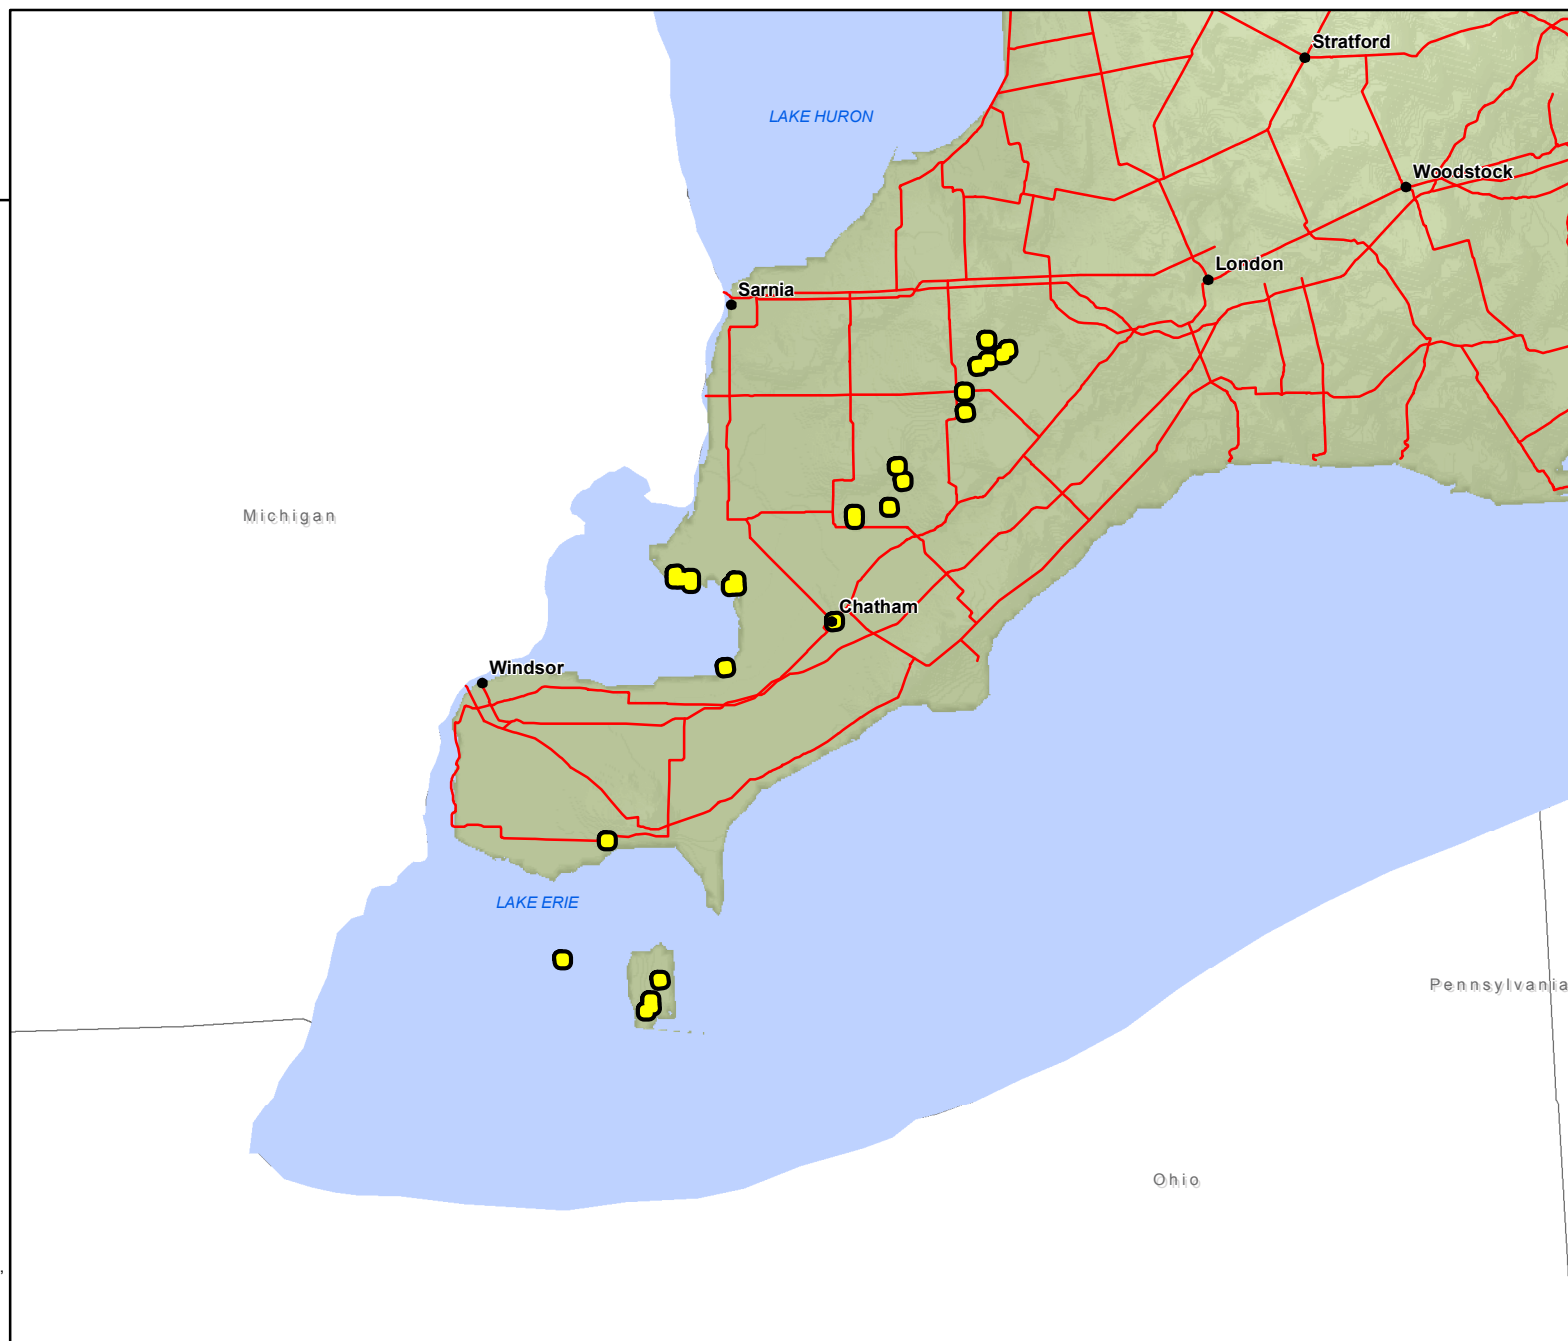 Stratford
LAKE HURON
Woodstock
London
Sarnia
Michigan
Chatham
Windsor
LAKE ERIE
Pennsylvania
Ohio
,